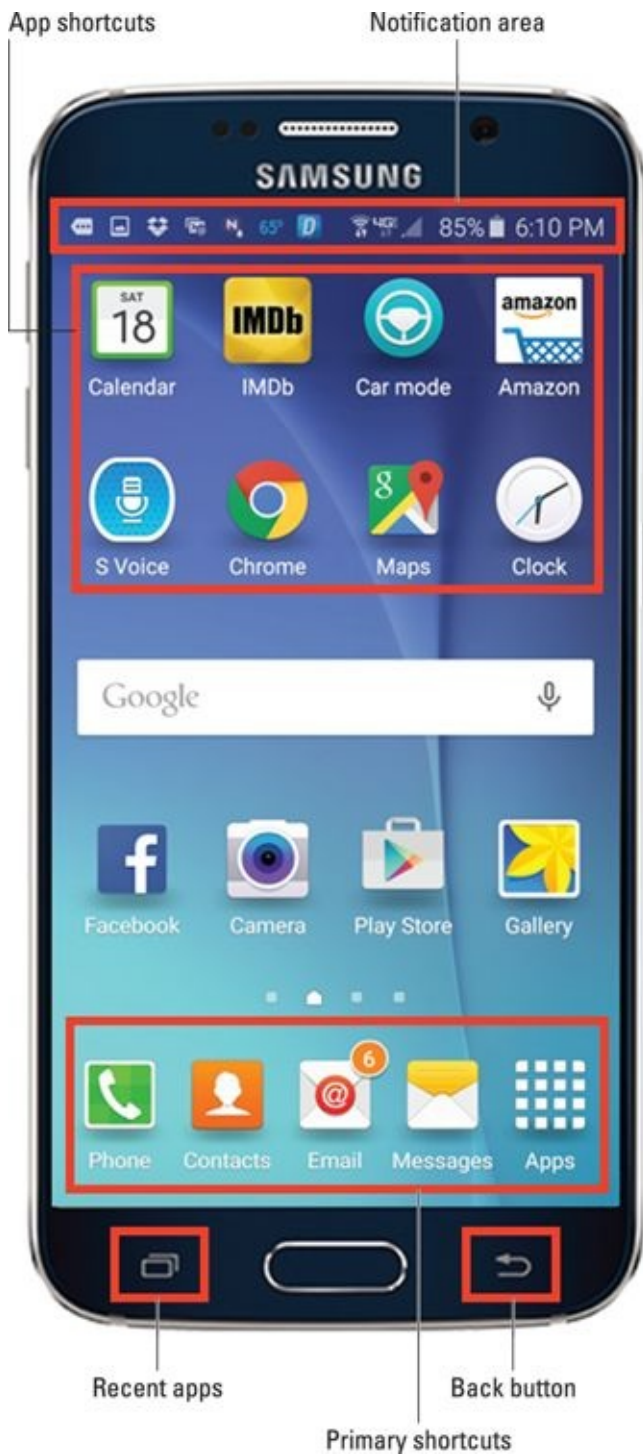 App shortcuts Notification area
SAMSUNG
N 65° D 4G 85% 6:10 PM
SAT
18 IMDb amazon
Calendar IMDb Car mode Amazon
8
S Voice Chrome Maps Clock
Google
f
Facebook Camera Play Store Gallery
6
@
Phone Contacts Email Messages Apps
Recent apps Back button
Primary shortcuts